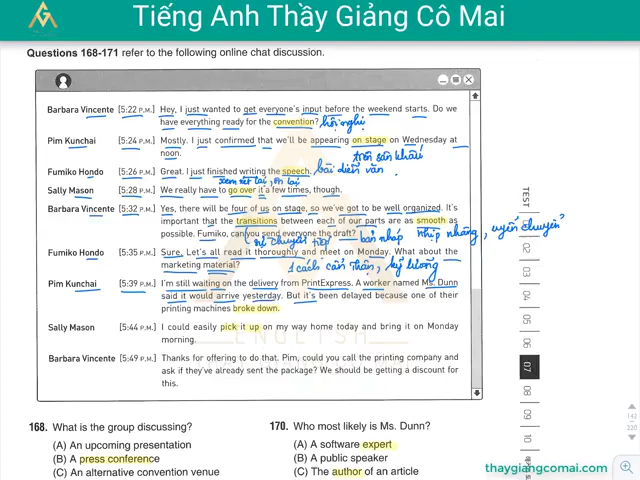 Tiếng Anh Thầy Giảng Cô Mai
Questions 168-171 refer to the following online chat discussion.
Barbara Vincente [5:22 P.M.] Hey, I just wanted to get everyone's input before the weekend starts. Do we
have everything ready for the convention? hội nghị
Pim Kunchai [5:24 P.M.] Mostly. I just confirmed that we'll be appearing on stage on Wednesday at
noon. trên sân khấu
Fumiko Hondo [5:26 P.M.] Great. I just finished writing the speech. bài diễn văn
xem xét lại, ôn lại
Sally Mason [5:28 P.M.] We really have to go over it a few times, though.
Barbara Vincente [5:32 P.M.] Yes, there will be four of us on stage, so we've got to be well organized. It's
important that the transitions between each of our parts are as smooth as
possible. Fumiko, can you send everyone the draft? bản nháp nhịp nhàng, uyển chuyển
sự chuyển tiếp
Fumiko Hondo [5:35 P.M.] Sure. Let's all read it thoroughly and meet on Monday. What about the
marketing material? 1 cách cẩn thận, kỹ lưỡng
Pim Kunchai [5:39 P.M.] I'm still waiting on the delivery from PrintExpress. A worker named Ms. Dunn
said it would arrive yesterday. But it's been delayed because one of their
printing machines broke down.
Sally Mason [5:44 P.M.] I could easily pick it up on my way home today and bring it on Monday
morning.
ENGLISH
Barbara Vincente [5:49 P.M.] Thanks for offering to do that. Pim, could you call the printing company and
ask if they've already sent the package? We should be getting a discount for
this.
TEST
02
03
04
05
06
07
08
09
10
142
220
168. What is the group discussing?
(A) An upcoming presentation
(B) A press conference
(C) An alternative convention venue
170. Who most likely is Ms. Dunn?
(A) A software expert
(B) A public speaker
(C) The author of an article
thaygiangcomai.com